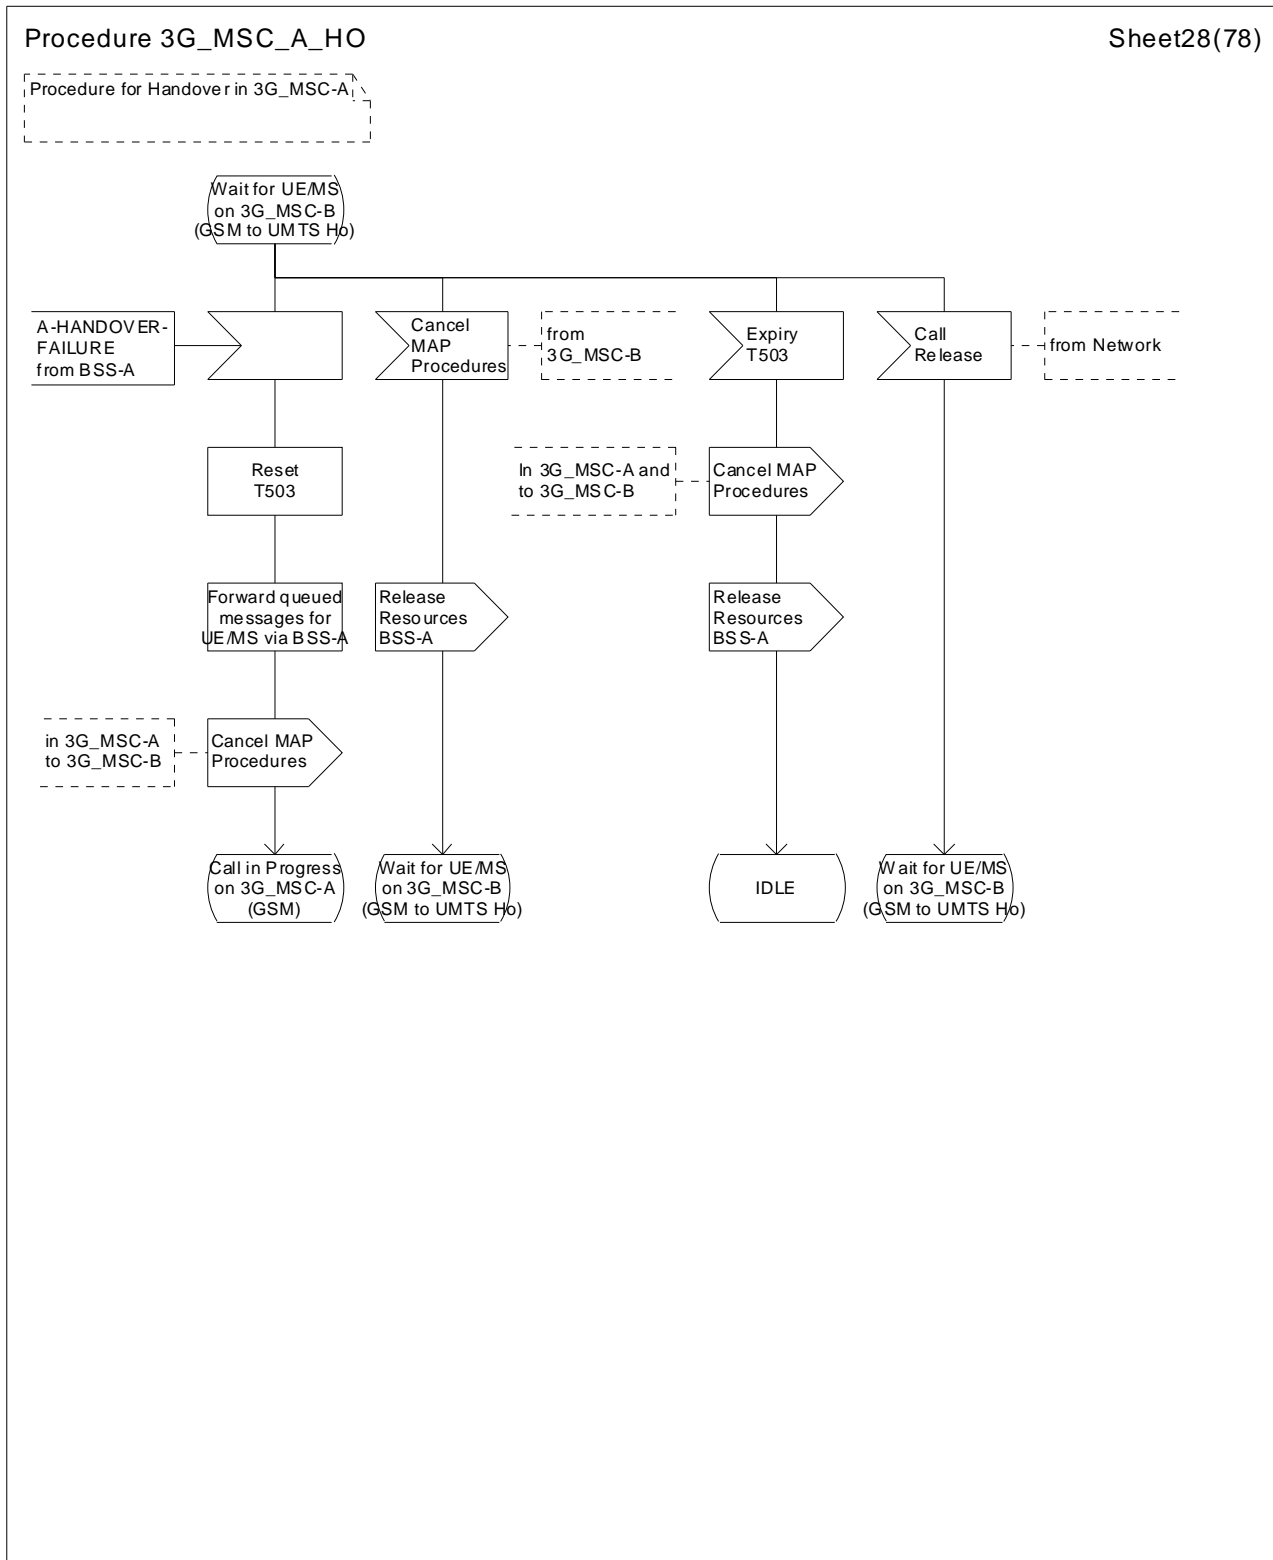 Procedure 3G_MSC_A_HO
Sheet28(78)
Procedure for Handover in 3G_MSC-A
Wait for UE/MS
on 3G_MSC-B
(GSM to UMTS Ho)
A-HANDOVER-
FAILURE
from BSS-A
Cancel
MAP
Procedures
from
3G_MSC-B
Expiry
T503
Call
Release
from Network
Reset
T503
In 3G_MSC-A and
to 3G_MSC-B
Cancel MAP
Procedures
Forward queued
messages for
UE/MS via BSS-A
Release
Resources
BSS-A
Release
Resources
BSS-A
in 3G_MSC-A
to 3G_MSC-B
Cancel MAP
Procedures
Call in Progress
on 3G_MSC-A
(GSM)
Wait for UE/MS
on 3G_MSC-B
(GSM to UMTS Ho)
IDLE
Wait for UE/MS
on 3G_MSC-B
(GSM to UMTS Ho)